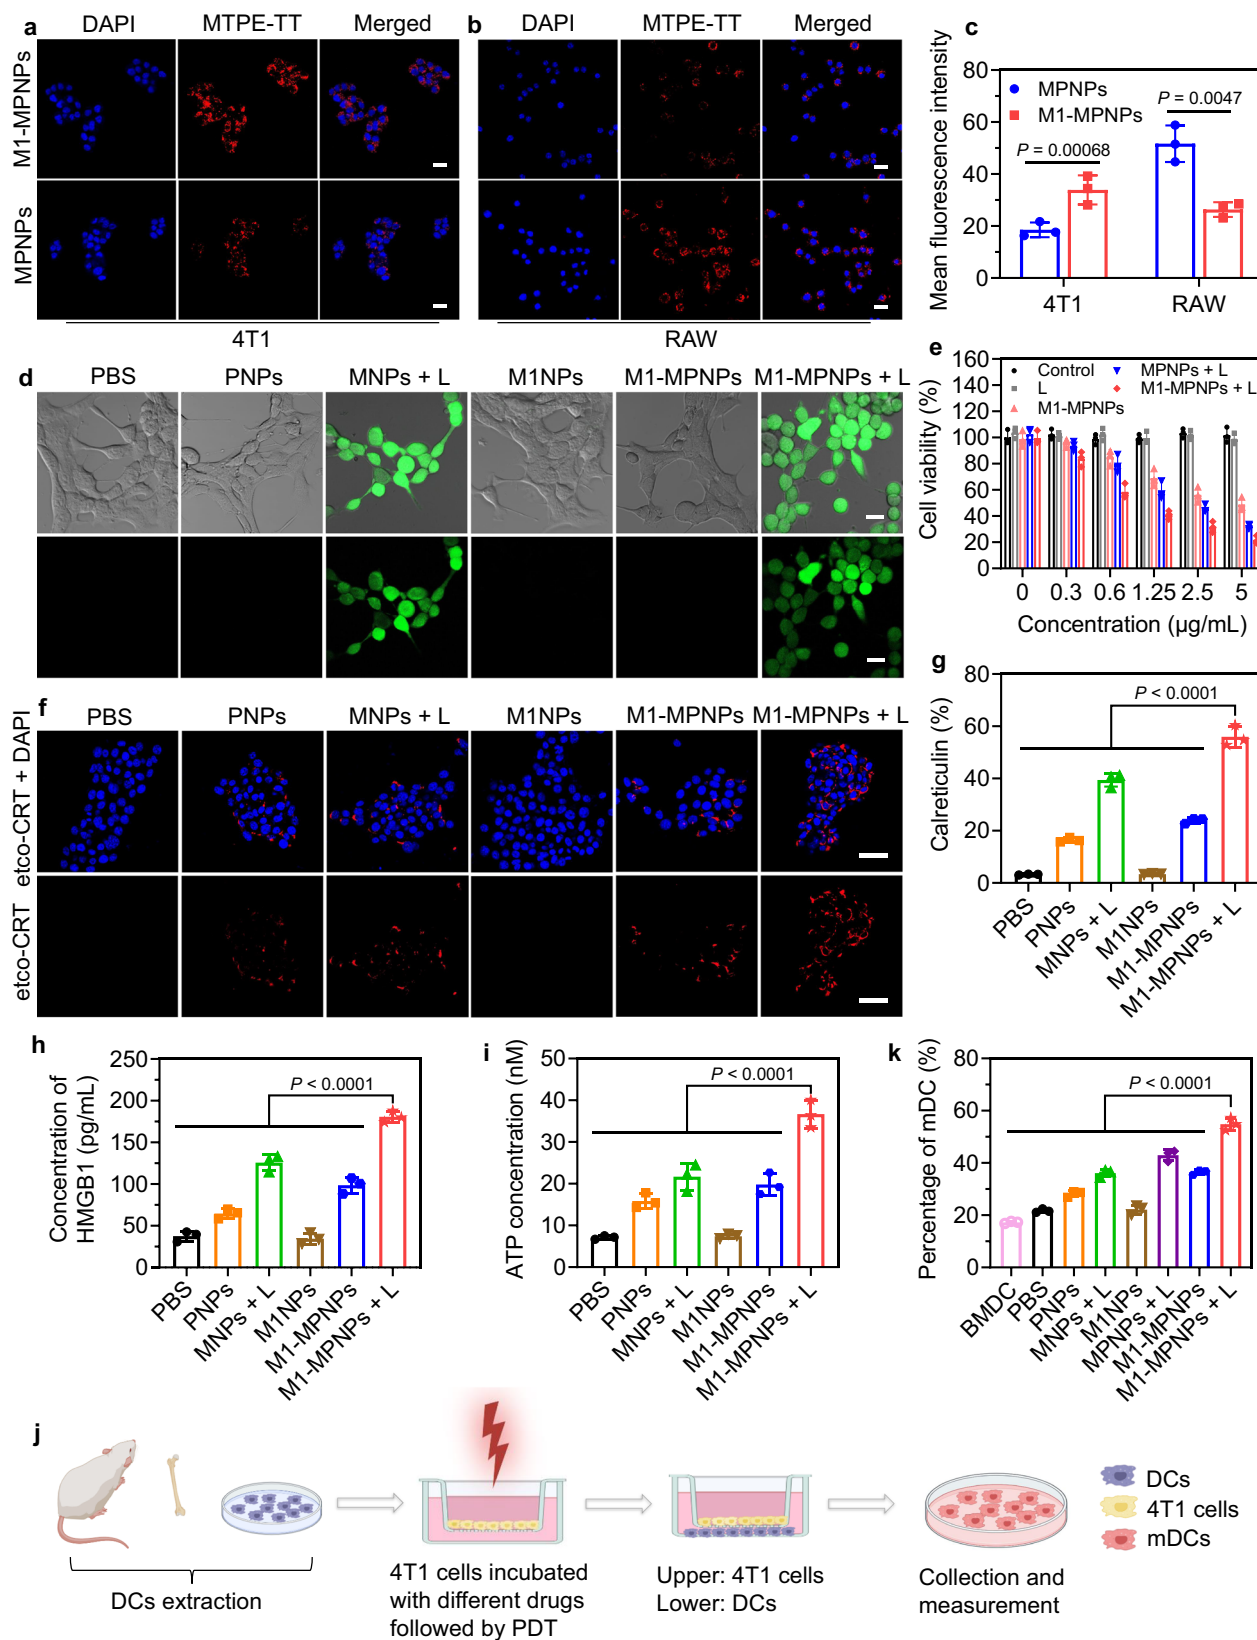 a
DAPI
MTPE-TT
Merged
M1-MPNPs
MPNPs
4T1
b
DAPI
MTPE-TT
Merged
RAW
c
Mean fluorescence intensity
80
60
40
20
0
MPNPs
M1-MPNPs
P = 0.00068
P = 0.0047
4T1
RAW
d
PBS
PNPs
MNPs + L
M1NPs
M1-MPNPs
M1-MPNPs + L
e
Cell viability (%)
160
140
120
100
80
60
40
20
0
Control
L
M1-MPNPs
MPNPs + L
M1-MPNPs + L
0
0.3
0.6
1.25
2.5
5
Concentration (μg/mL)
f
PBS
PNPs
MNPs + L
M1NPs
M1-MPNPs
M1-MPNPs + L
etco-CRT + DAPI
etco-CRT
g
Calreticulin (%)
80
60
40
20
0
P < 0.0001
PBS
PNPs
MNPs + L
M1NPs
M1-MPNPs
M1-MPNPs + L
h
Concentration of
HMGB1 (pg/mL)
250
200
150
100
50
0
P < 0.0001
PBS
PNPs
MNPs + L
M1NPs
M1-MPNPs
M1-MPNPs + L
i
ATP concentration (nM)
50
40
30
20
10
0
P < 0.0001
PBS
PNPs
MNPs + L
M1NPs
M1-MPNPs
M1-MPNPs + L
k
Percentage of mDC (%)
80
60
40
20
0
P < 0.0001
BMDC
PBS
PNPs
MNPs + L
M1NPs
MPNPs + L
M1-MPNPs
M1-MPNPs + L
j
DCs extraction
4T1 cells incubated
with different drugs
followed by PDT
Upper: 4T1 cells
Lower: DCs
Collection and
measurement
DCs
4T1 cells
mDCs